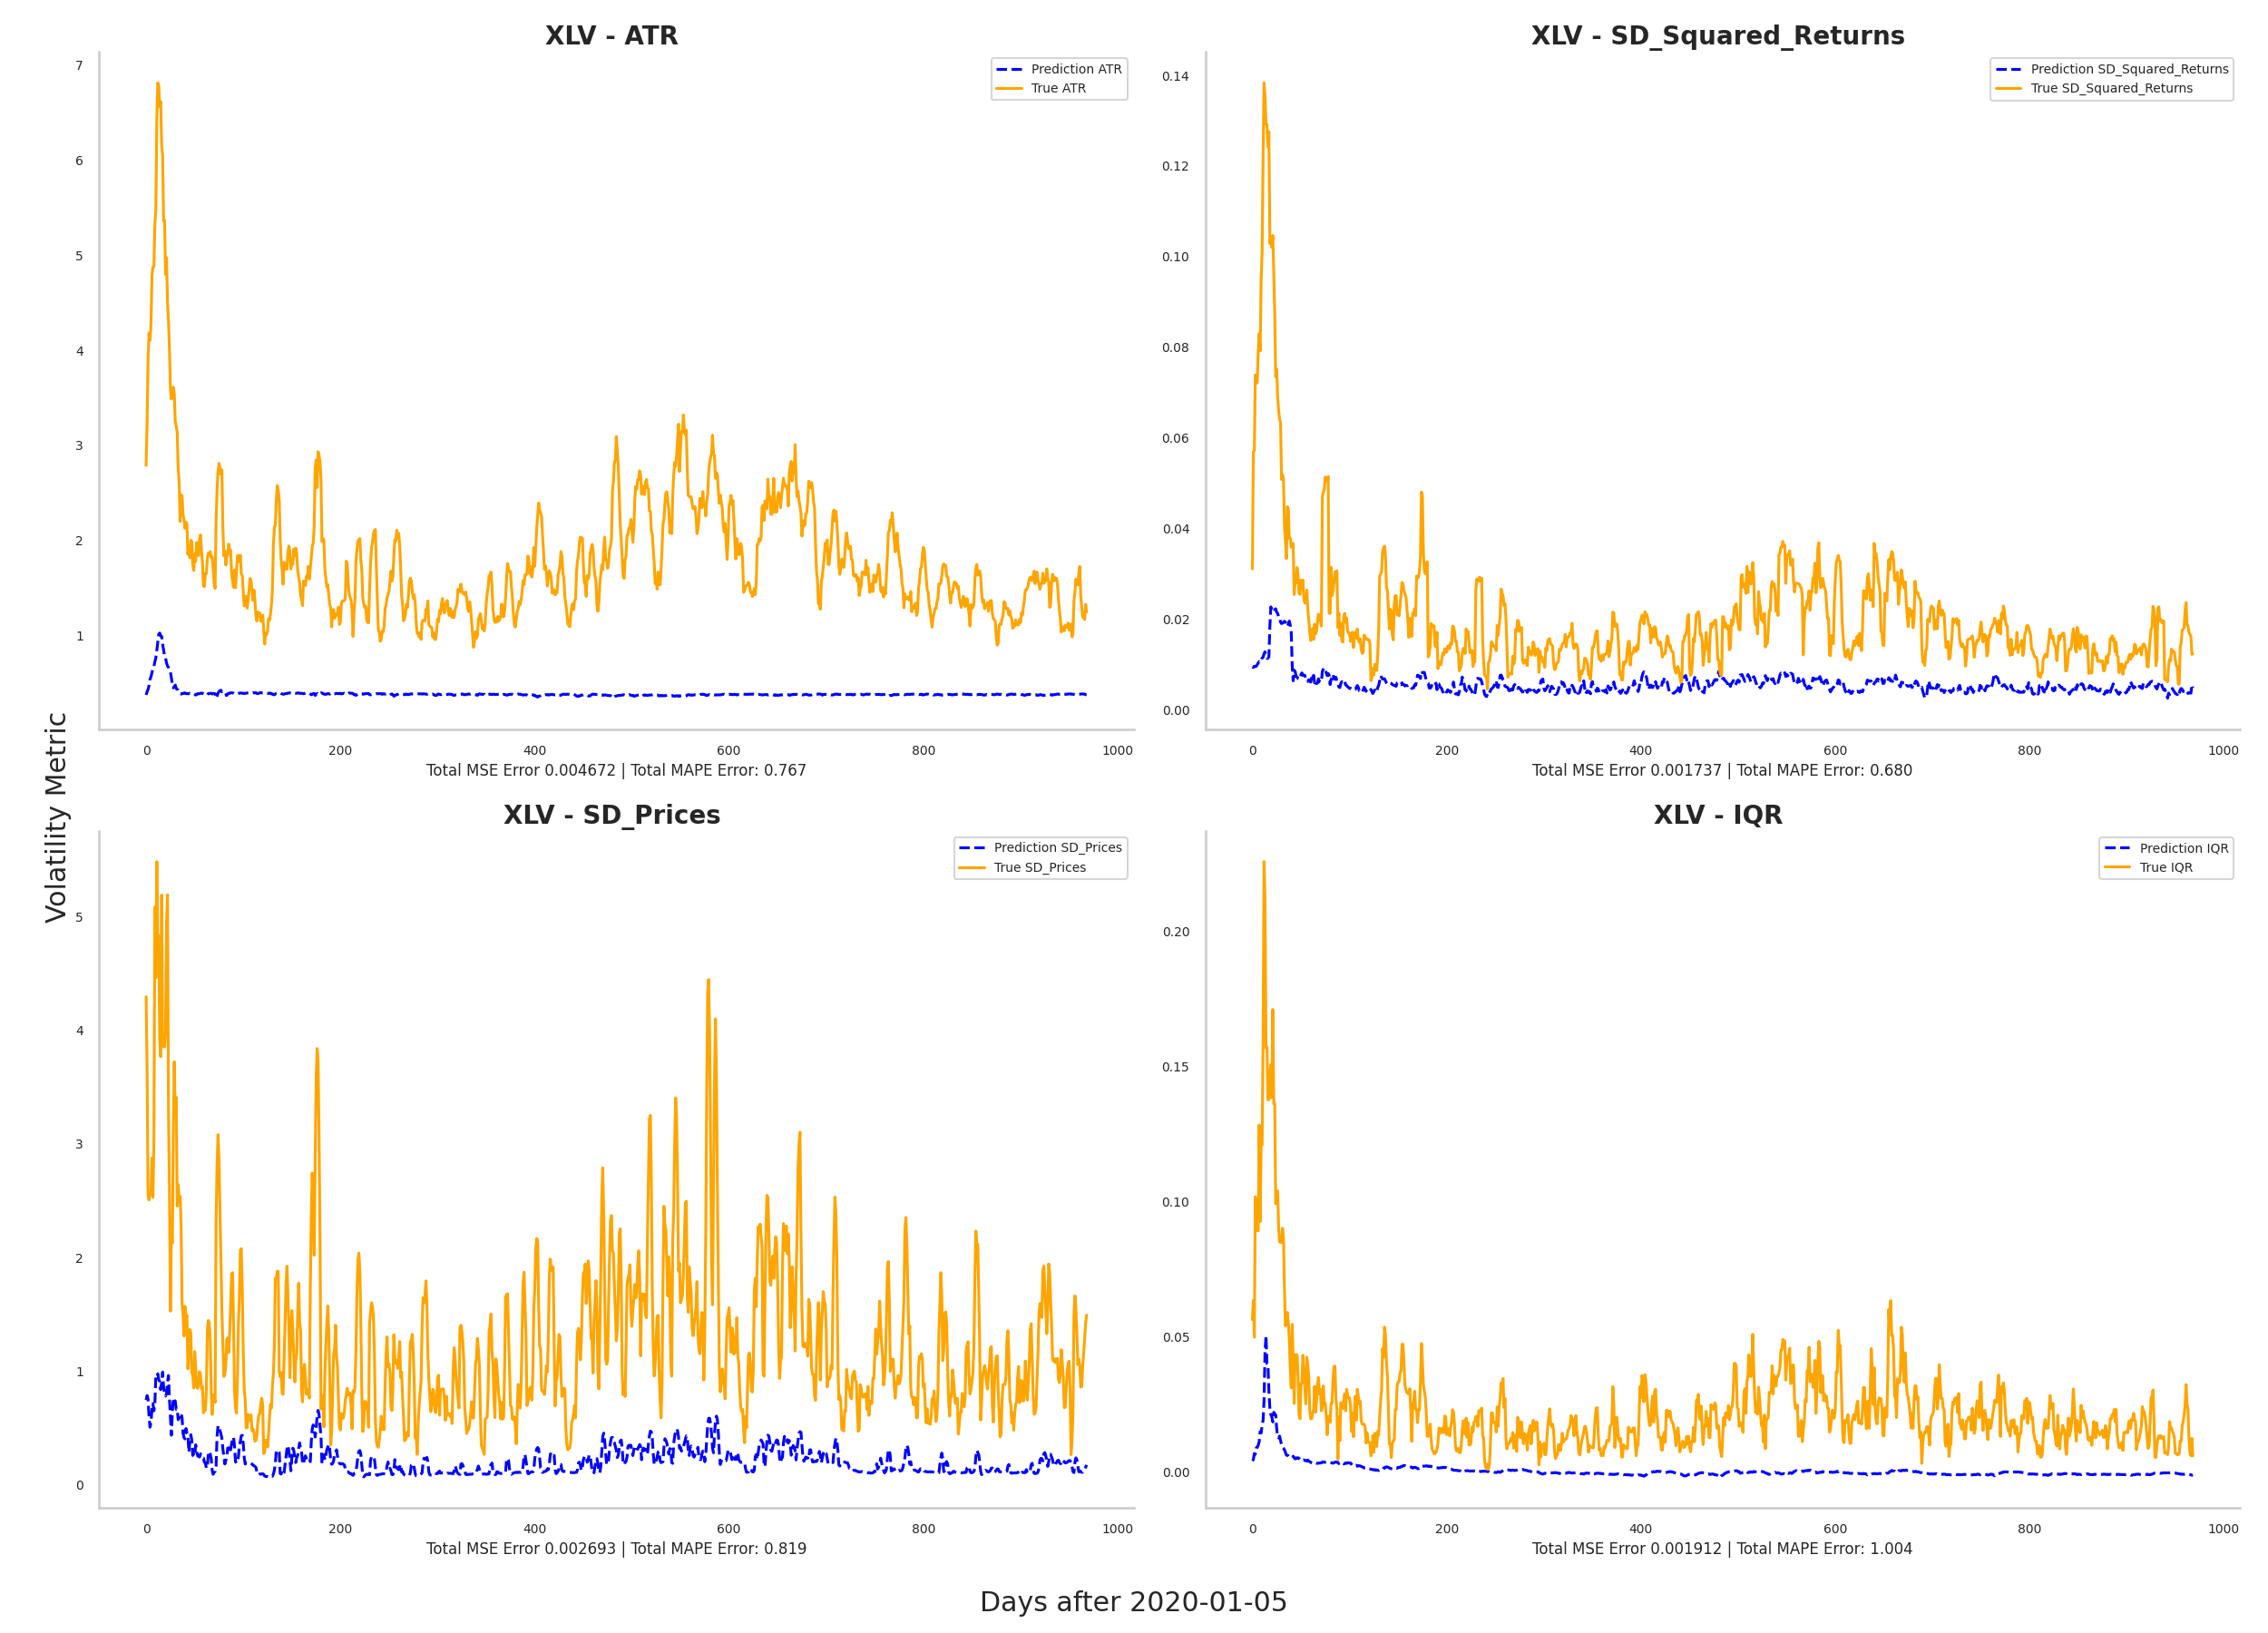 XLV - ATR
Prediction ATR
True ATR
7
6
5
4
3
2
1
0 200 400 600 800 1000
Total MSE Error 0.004672 | Total MAPE Error: 0.767
XLV - SD_Squared_Returns
Prediction SD_Squared_Returns
True SD_Squared_Returns
0.14
0.12
0.10
0.08
0.06
0.04
0.02
0.00
0 200 400 600 800 1000
Total MSE Error 0.001737 | Total MAPE Error: 0.680
Volatility Metric
XLV - SD_Prices
Prediction SD_Prices
True SD_Prices
5
4
3
2
1
0
0 200 400 600 800 1000
Total MSE Error 0.002693 | Total MAPE Error: 0.819
XLV - IQR
Prediction IQR
True IQR
0.20
0.15
0.10
0.05
0.00
0 200 400 600 800 1000
Total MSE Error 0.001912 | Total MAPE Error: 1.004
Days after 2020-01-05